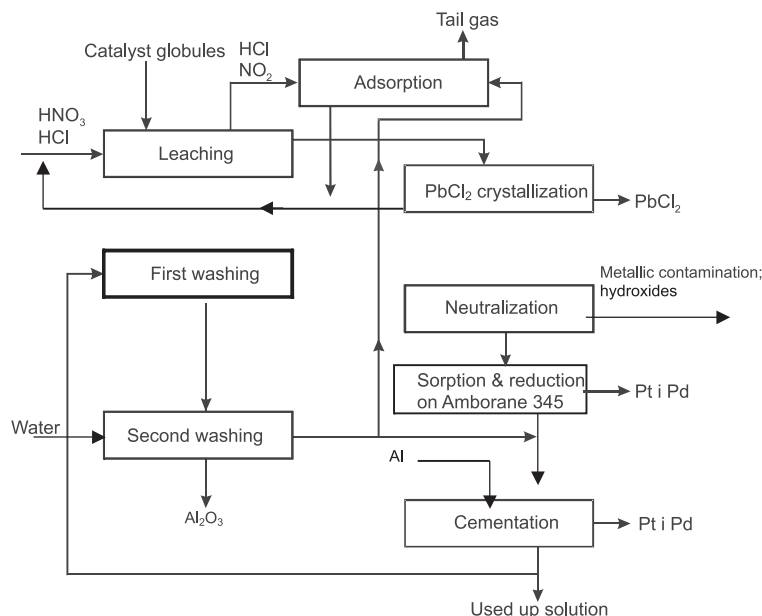 Tail gas
Catalyst globules
HCl
NO₂
Adsorption
HNO₃
HCl
Leaching
PbCl₂ crystallization
PbCl₂
First washing
Metallic contamination;
hydroxides
Neutralization
Sorption & reduction
on Amborane 345
Pt i Pd
Water
Second washing
Al
Al₂O₃
Cementation
Pt i Pd
Used up solution